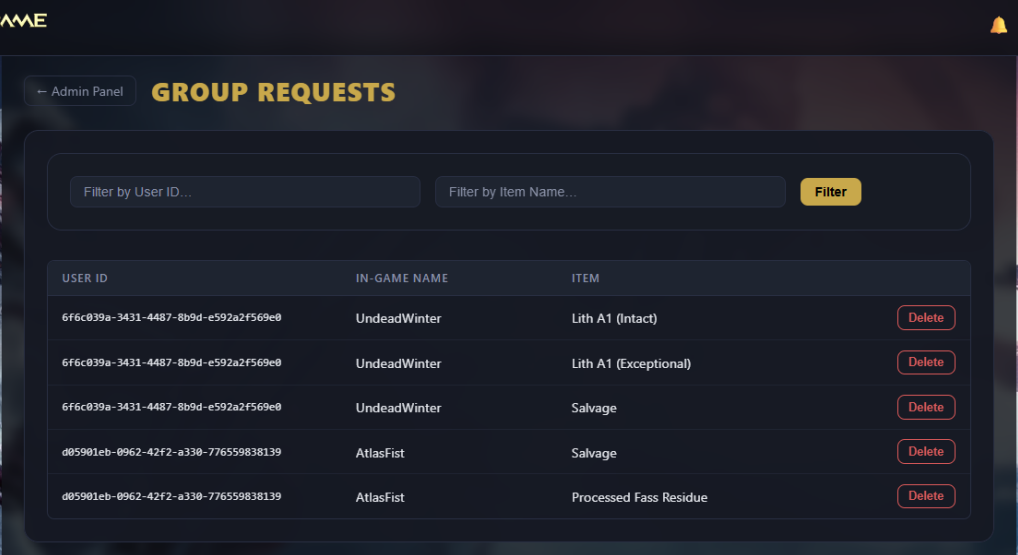 AME
← Admin Panel
GROUP REQUESTS
Filter by User ID...
Filter by Item Name...
Filter
USER ID IN-GAME NAME ITEM
6f6c039a-3431-4487-8b9d-e592a2f569e0 UndeadWinter Lith A1 (Intact) Delete
6f6c039a-3431-4487-8b9d-e592a2f569e0 UndeadWinter Lith A1 (Exceptional) Delete
6f6c039a-3431-4487-8b9d-e592a2f569e0 UndeadWinter Salvage Delete
d05901eb-0962-42f2-a330-776559838139 AtlasFist Salvage Delete
d05901eb-0962-42f2-a330-776559838139 AtlasFist Processed Fass Residue Delete